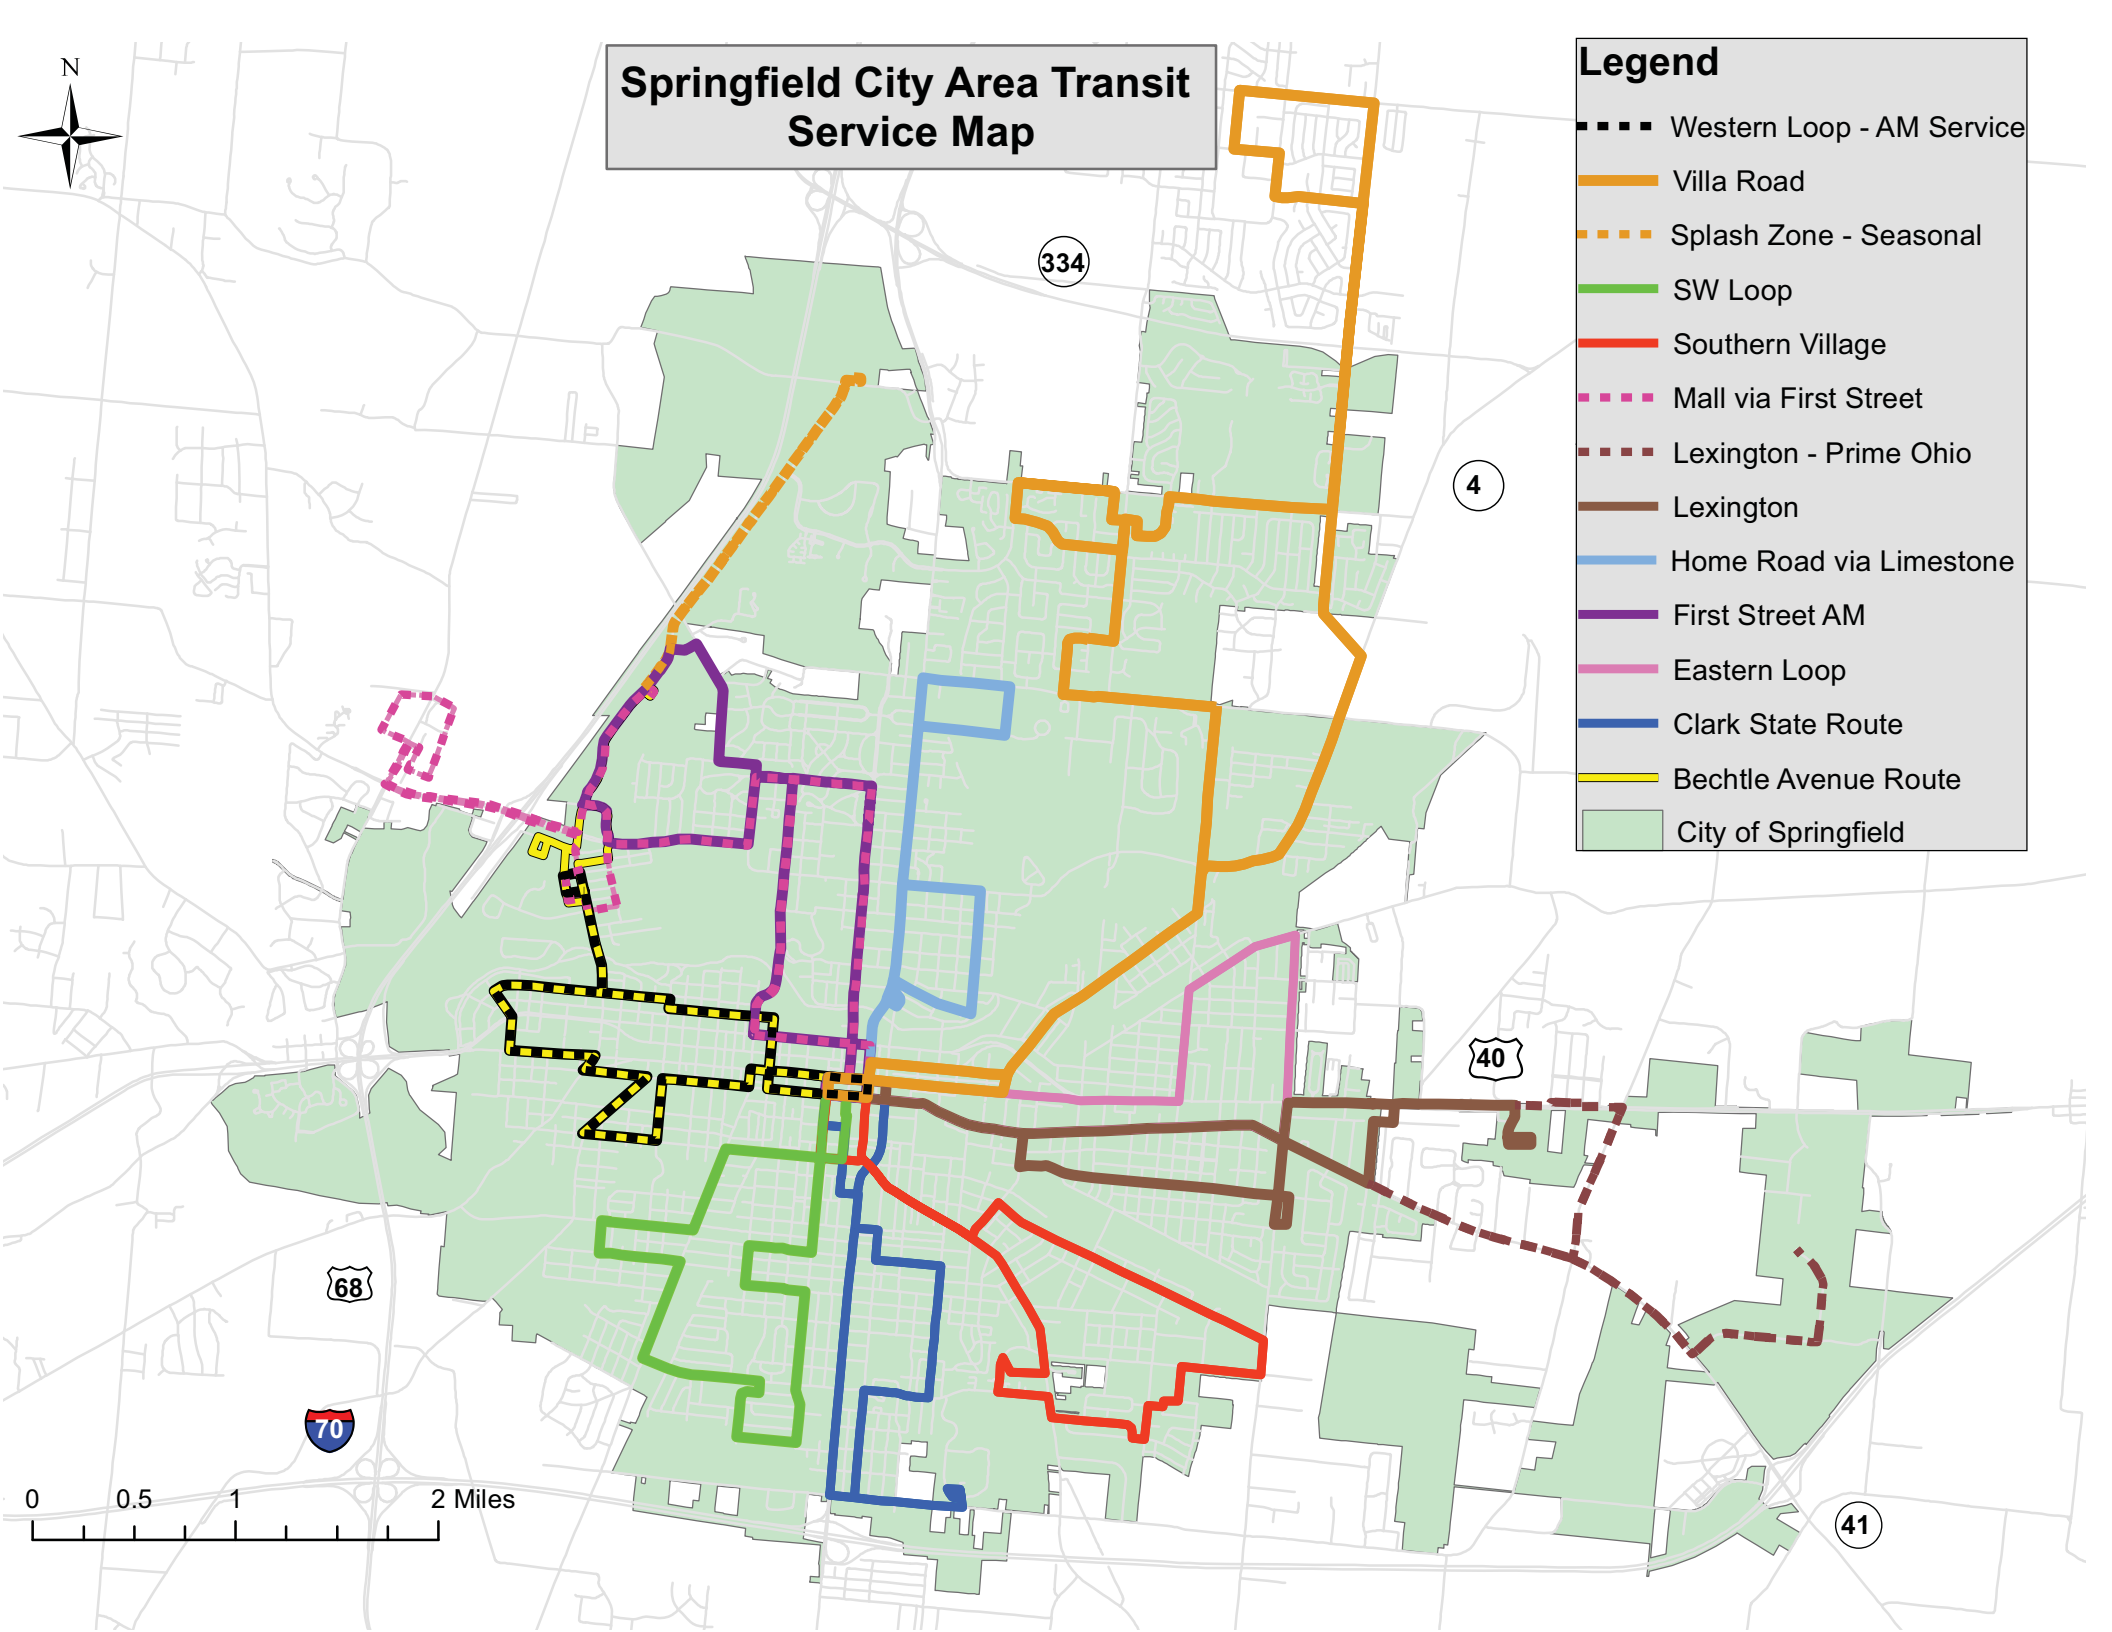 Springfield City Area Transit
Service Map
N
Legend
Western Loop - AM Service
Villa Road
Splash Zone - Seasonal
SW Loop
Southern Village
Mall via First Street
Lexington - Prime Ohio
Lexington
Home Road via Limestone
First Street AM
Eastern Loop
Clark State Route
Bechtle Avenue Route
City of Springfield
334
4
40
68
70
41
0 0.5 1 2 Miles